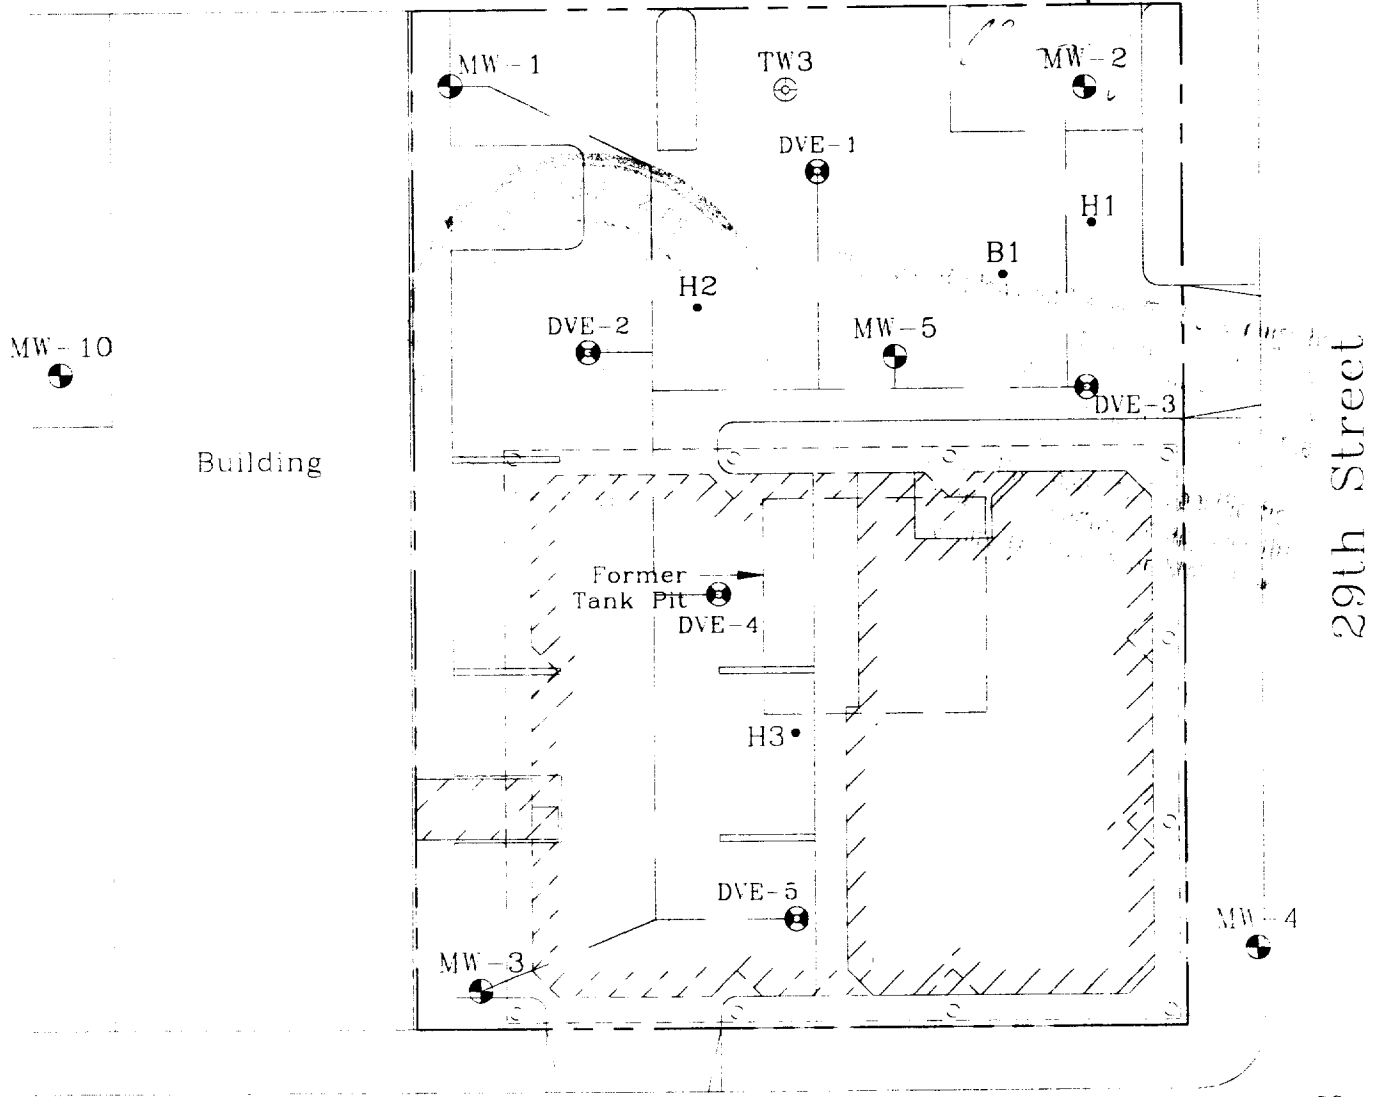 MW-1
TW3
MW-2
DVE-1
H1
B1
H2
DVE-2
MW-5
MW-10
DVE-3
Building
29th Street
Former
Tank Pit
DVE-4
H3
DVE-5
MW-4
MW-3